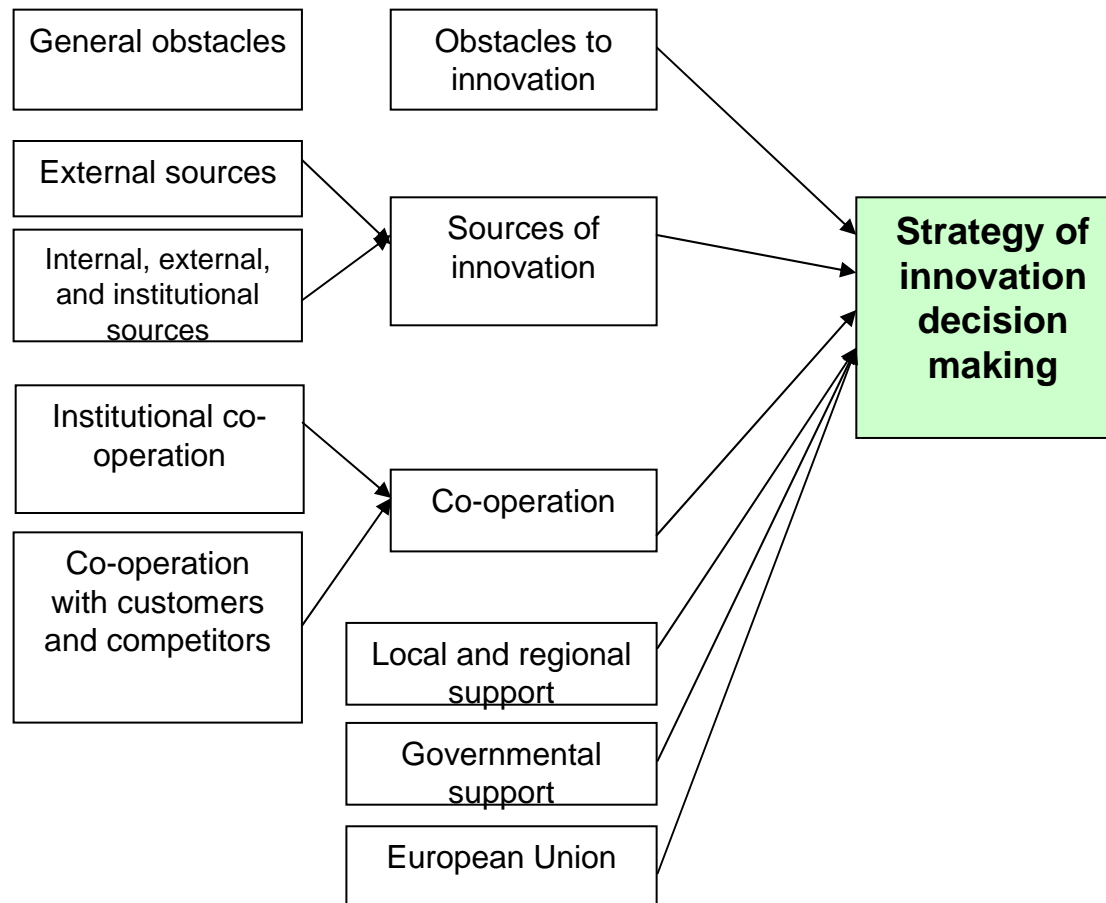 General obstacles
Obstacles to
innovation
External sources
Internal, external,
and institutional
sources
Sources of
innovation
Strategy of
innovation
decision
making
Institutional co-
operation
Co-operation
Co-operation
with customers
and competitors
Local and regional
support
Governmental
support
European Union